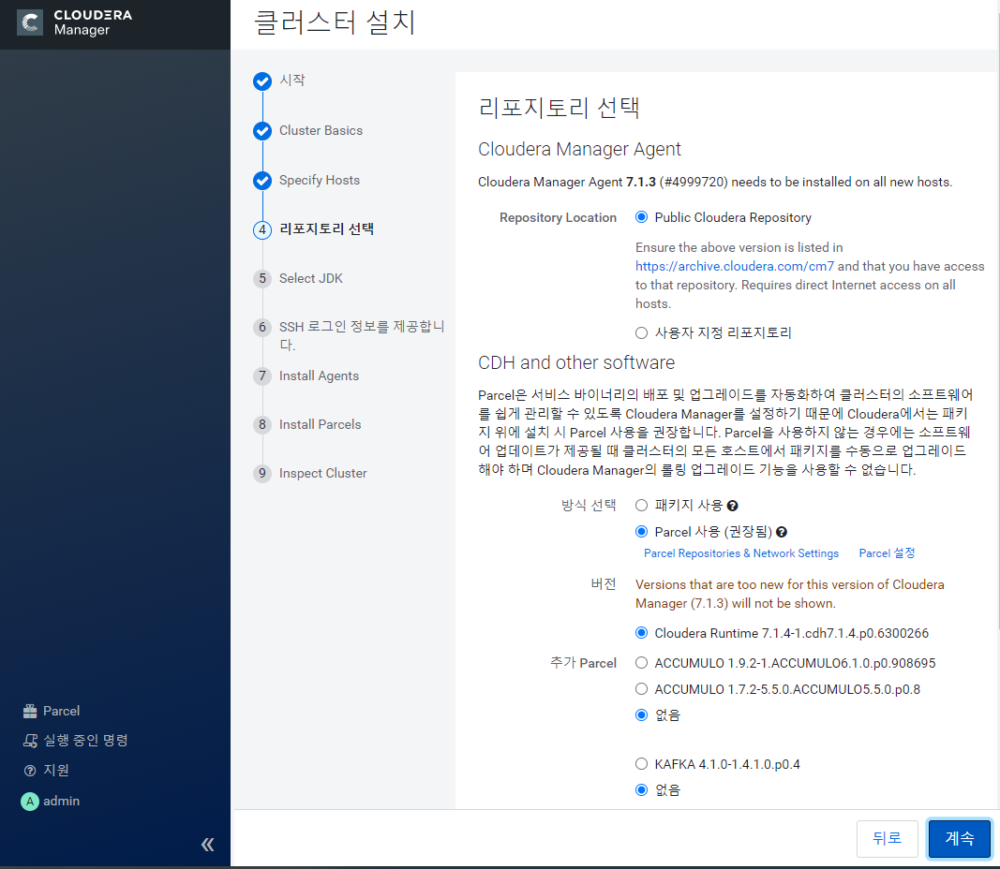 CLOUDERA
Manager
클러스터 설치
시작
Cluster Basics
Specify Hosts
4 리포지토리 선택
5 Select JDK
6 SSH 로그인 정보를 제공합니
다.
7 Install Agents
8 Install Parcels
9 Inspect Cluster
Parcel
실행 중인 명령
지원
A admin
리포지토리 선택
Cloudera Manager Agent
Cloudera Manager Agent 7.1.3 (#4999720) needs to be installed on all new hosts.
Repository Location Public Cloudera Repository
Ensure the above version is listed in
https://archive.cloudera.com/cm7 and that you have access
to that repository. Requires direct Internet access on all
hosts.
사용자 지정 리포지토리
CDH and other software
Parcel은 서비스 바이너리의 배포 및 업그레이드를 자동화하여 클러스터의 소프트웨어
를 쉽게 관리할 수 있도록 Cloudera Manager를 설정하기 때문에 Cloudera에서는 패키
지 위에 설치 시 Parcel 사용을 권장합니다. Parcel을 사용하지 않는 경우에는 소프트웨
어 업데이트가 제공될 때 클러스터의 모든 호스트에서 패키지를 수동으로 업그레이드
해야 하며 Cloudera Manager의 롤링 업그레이드 기능을 사용할 수 없습니다.
방식 선택 패키지 사용 ?
Parcel 사용 (권장됨) ?
Parcel Repositories & Network Settings Parcel 설정
버전 Versions that are too new for this version of Cloudera
Manager (7.1.3) will not be shown.
Cloudera Runtime 7.1.4-1.cdh7.1.4.p0.6300266
추가 Parcel ACCUMULO 1.9.2-1.ACCUMULO6.1.0.p0.908695
ACCUMULO 1.7.2-5.5.0.ACCUMULO5.5.0.p0.8
없음
KAFKA 4.1.0-1.4.1.0.p0.4
없음
뒤로 계속